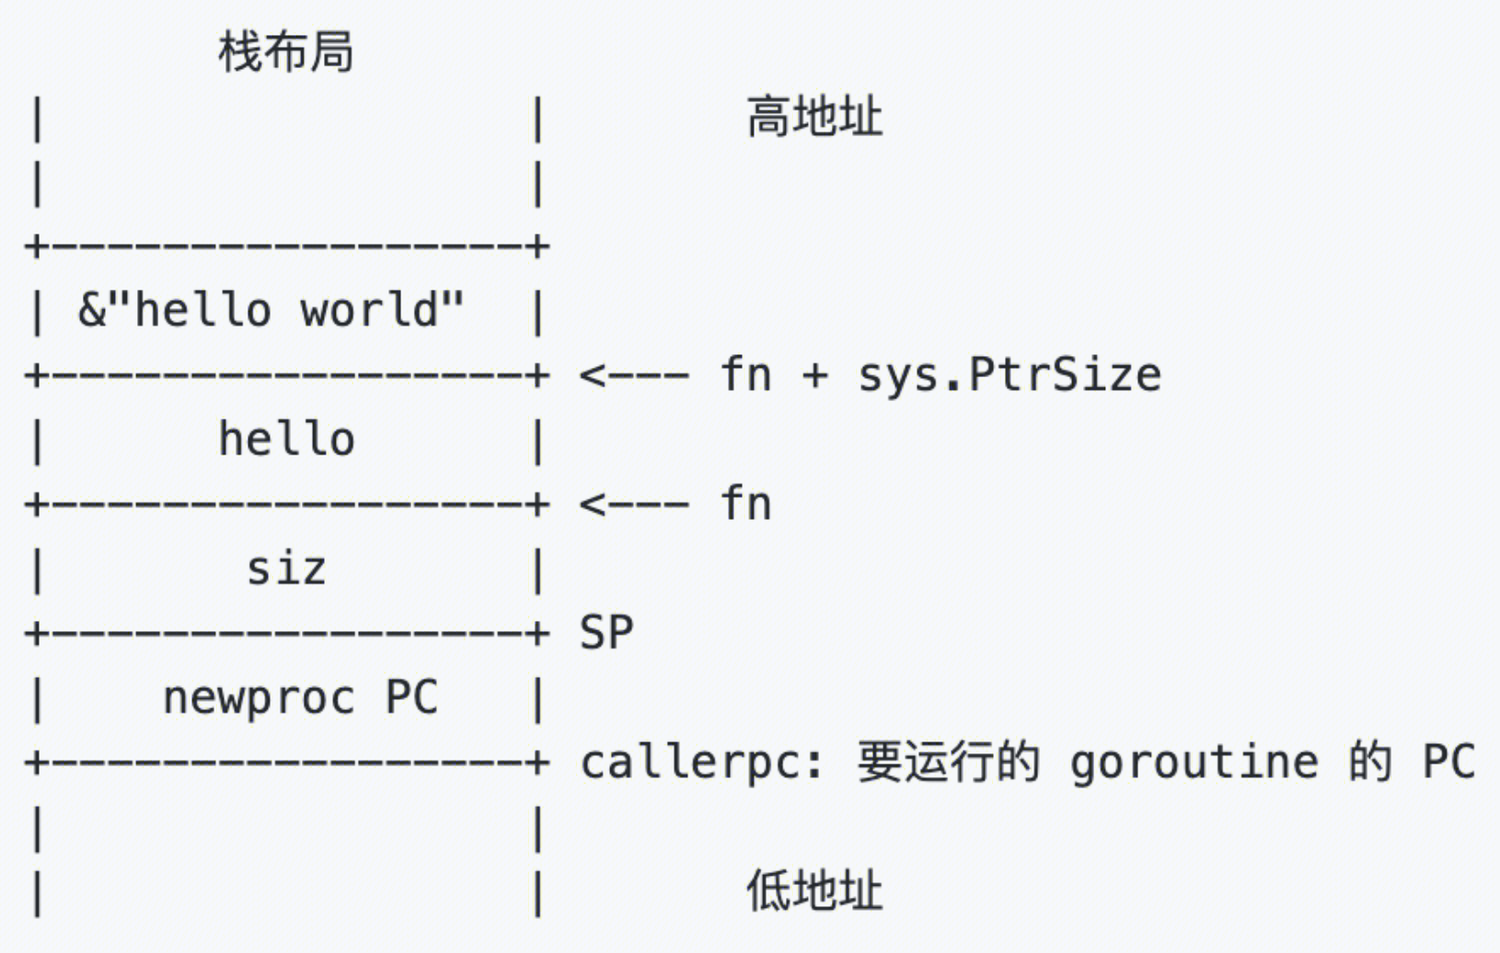 栈布局
|                 |       高地址
|                 |
+-----------------+
| &"hello world"  |
+-----------------+ <--- fn + sys.PtrSize
|      hello      |
+-----------------+ <--- fn
|       siz       |
+-----------------+ SP
|    newproc PC   |
+-----------------+ callerpc: 要运行的 goroutine 的 PC
|                 |
|                 |       低地址